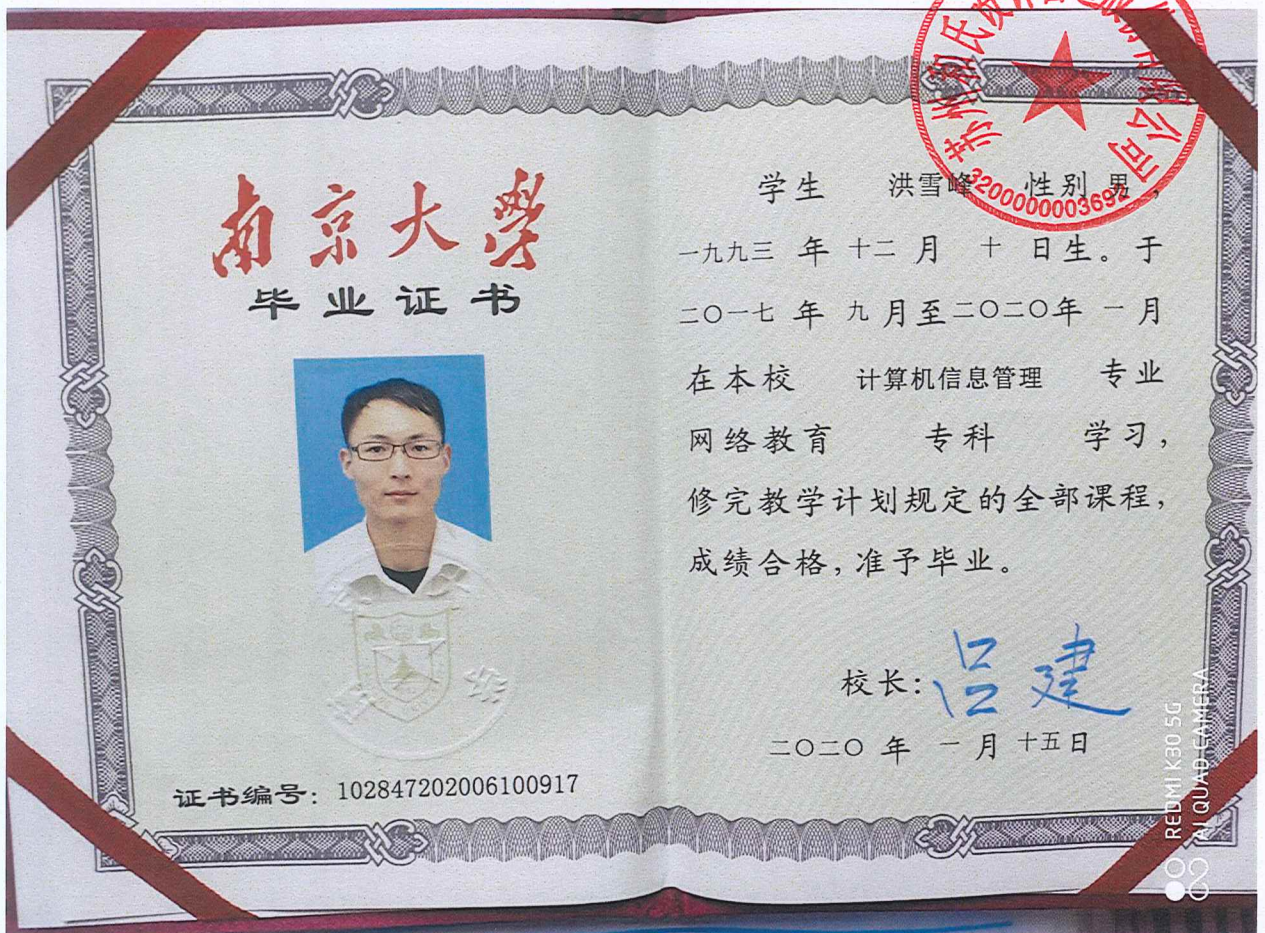 南京大學
毕业证书
证书编号：102847202006100917
学生 洪雪峰 性别 男，
一九九三 年 十二 月 十 日生。于
二〇一七 年 九 月至二〇二〇年 一 月
在本校 计算机信息管理 专业
网络教育 专科 学习，
修完教学计划规定的全部课程，
成绩合格，准予毕业。
校长：吕建
二〇二〇 年 一 月 十五日
3200000003692
REDMI K30 5G
AI QUAD CAMERA